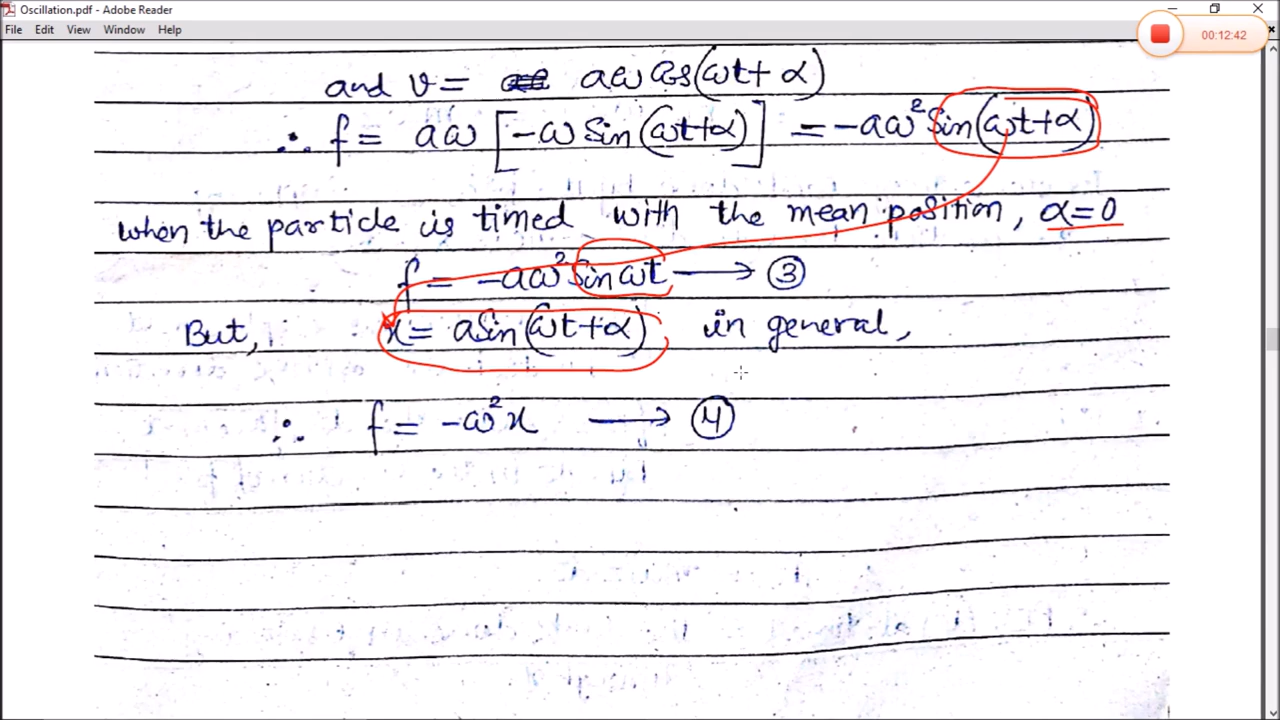 Oscillation.pdf - Adobe Reader
File Edit View Window Help
00:12:42
and v = aω cos(ωt+α)
∴ f = aω [-ω Sin(ωt+α)] = -aω² Sin(ωt+α)
when the particle is timed with the mean position, α=0
f = -aω² Sin ωt → ③
But, x = a Sin(ωt+α) in general,
∴ f = -ω²x → ④